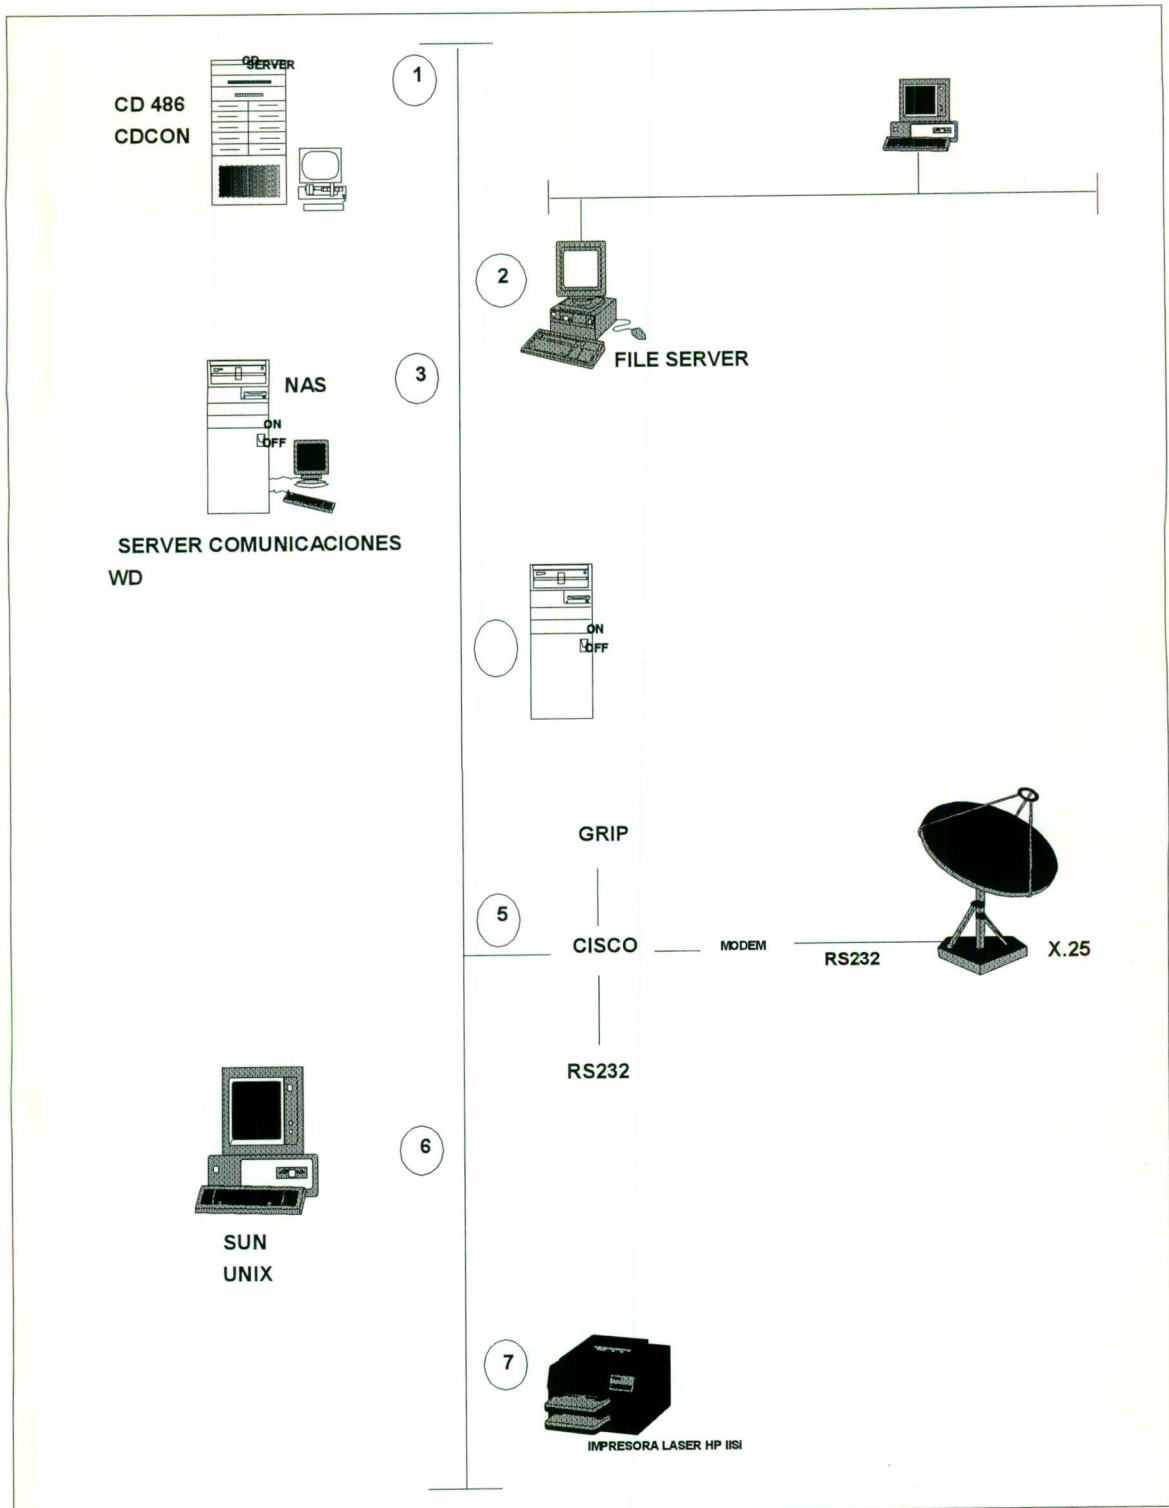 CD
SERVER
1
CD 486
CDCON
2
FILE SERVER
3
NAS
ON
OFF
SERVER COMUNICACIONES
WD
ON
OFF
GRIP
5
CISCO
MODEM
RS232
X.25
RS232
6
SUN
UNIX
7
IMPRESORA LASER HP IISi